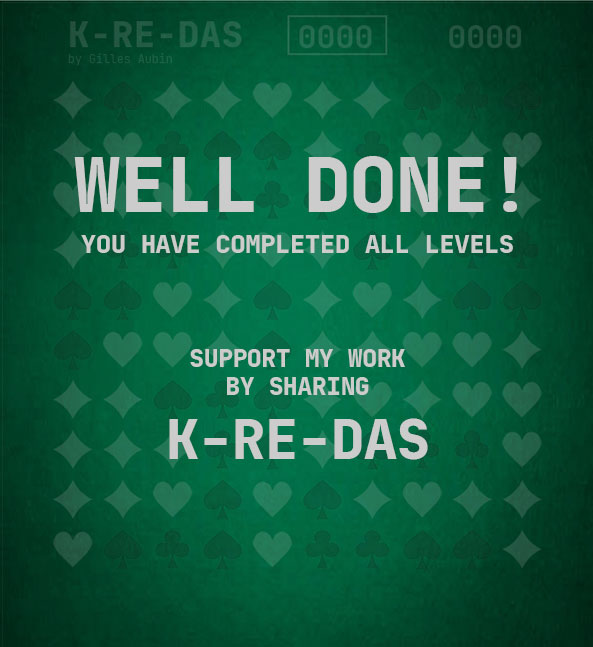 K-RE-DAS 0000 0000
by Gilles Aubin
WELL DONE!
YOU HAVE COMPLETED ALL LEVELS
SUPPORT MY WORK
BY SHARING
K-RE-DAS